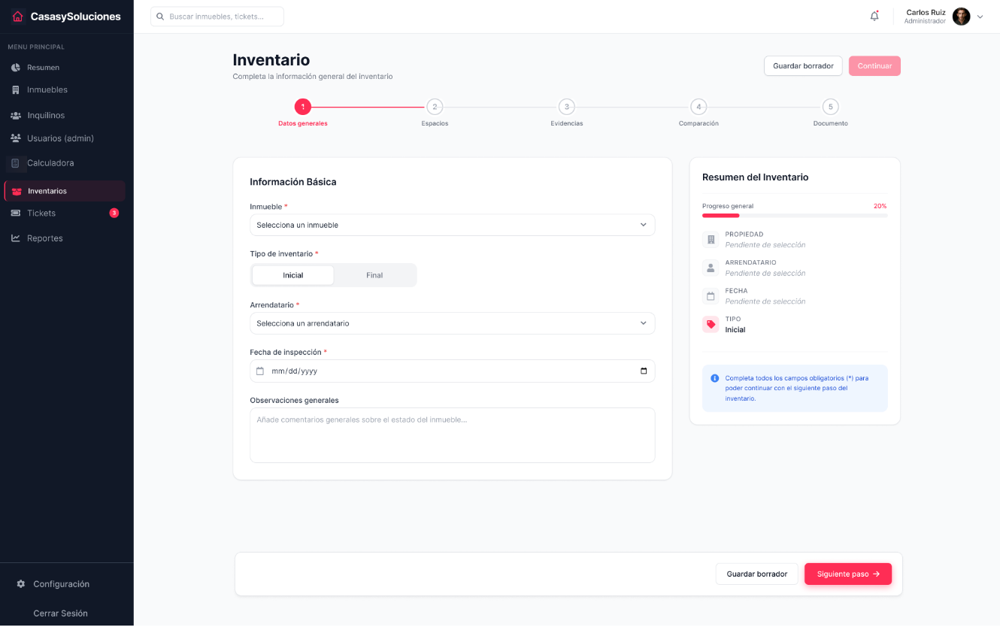 CasasySoluciones
Buscar inmuebles, tickets...
Carlos Ruiz
Administrador
MENU PRINCIPAL
Resumen
Inmuebles
Inquilinos
Usuarios (admin)
Calculadora
Inventarios
Tickets
3
Reportes
Configuración
Cerrar Sesión
Inventario
Completa la información general del inventario
Guardar borrador
Continuar
1
2
3
4
5
Datos generales
Espacios
Evidencias
Comparación
Documento
Información Básica
Inmueble *
Selecciona un inmueble
Tipo de inventario *
Inicial
Final
Arrendatario *
Selecciona un arrendatario
Fecha de inspección *
mm/dd/yyyy
Observaciones generales
Añade comentarios generales sobre el estado del inmueble...
Resumen del Inventario
Progreso general
20%
PROPIEDAD
Pendiente de selección
ARRENDATARIO
Pendiente de selección
FECHA
Pendiente de selección
TIPO
Inicial
Completa todos los campos obligatorios (*) para
poder continuar con el siguiente paso del
inventario.
Guardar borrador
Siguiente paso →